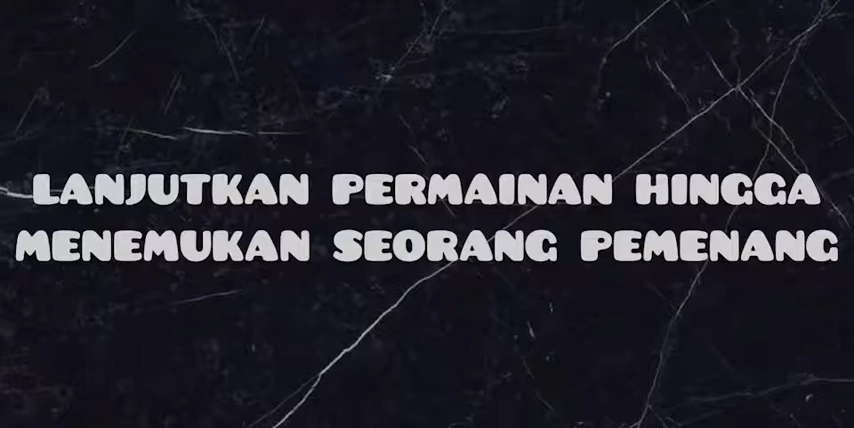 LANJUTKAN PERMAINAN HINGGA
MENEMUKAN SEORANG PEMENANG